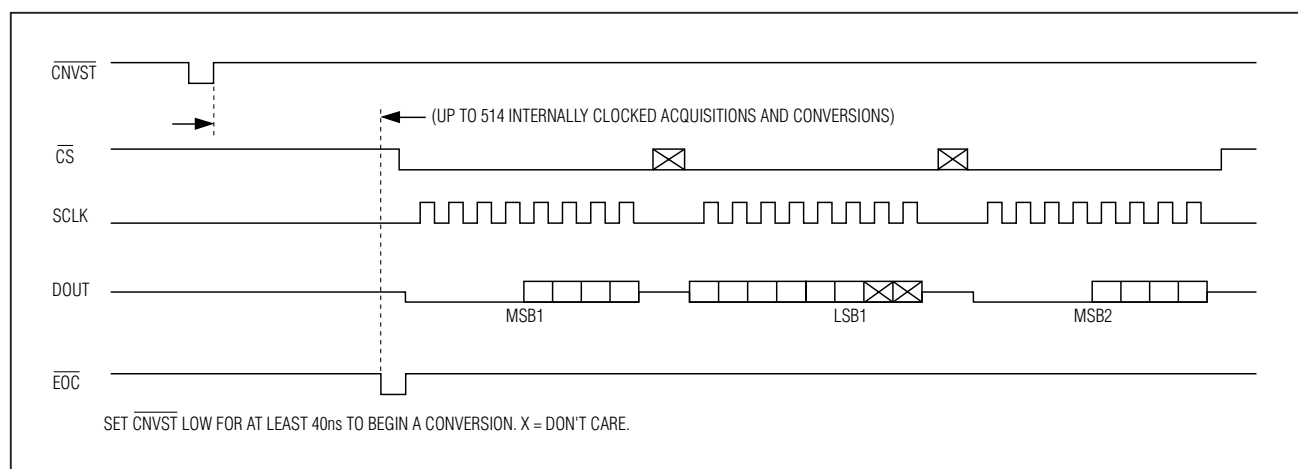 CNVST
(UP TO 514 INTERNALLY CLOCKED ACQUISITIONS AND CONVERSIONS)
CS
SCLK
DOUT
MSB1
LSB1
MSB2
EOC
SET CNVST LOW FOR AT LEAST 40ns TO BEGIN A CONVERSION. X = DON'T CARE.